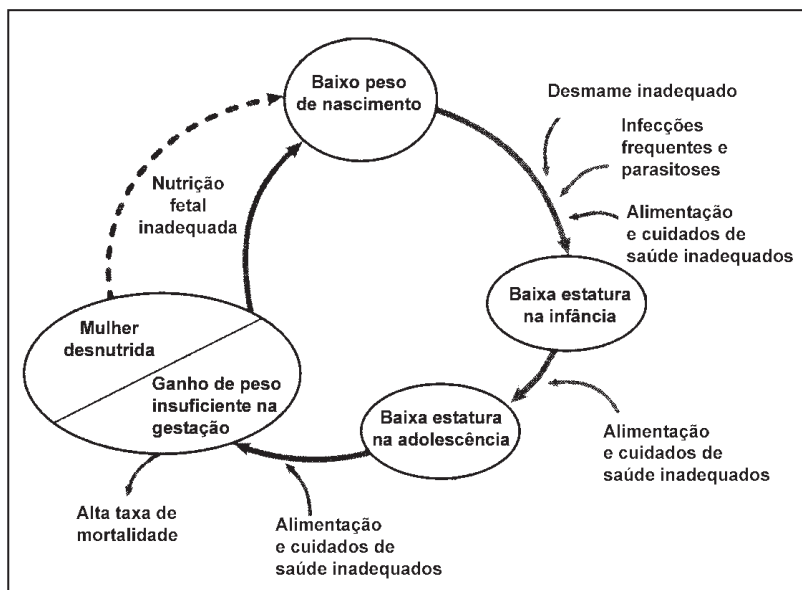 Baixo peso
de nascimento
Desmame inadequado
Infecções
frequentes e
parasitoses
Alimentação
e cuidados de
saúde inadequados
Baixa estatura
na infância
Alimentação
e cuidados de
saúde inadequados
Baixa estatura
na adolescência
Alimentação
e cuidados de
saúde inadequados
Mulher
desnutrida
Ganho de peso
insuficiente na
gestação
Alta taxa de
mortalidade
Nutrição
fetal
inadequada